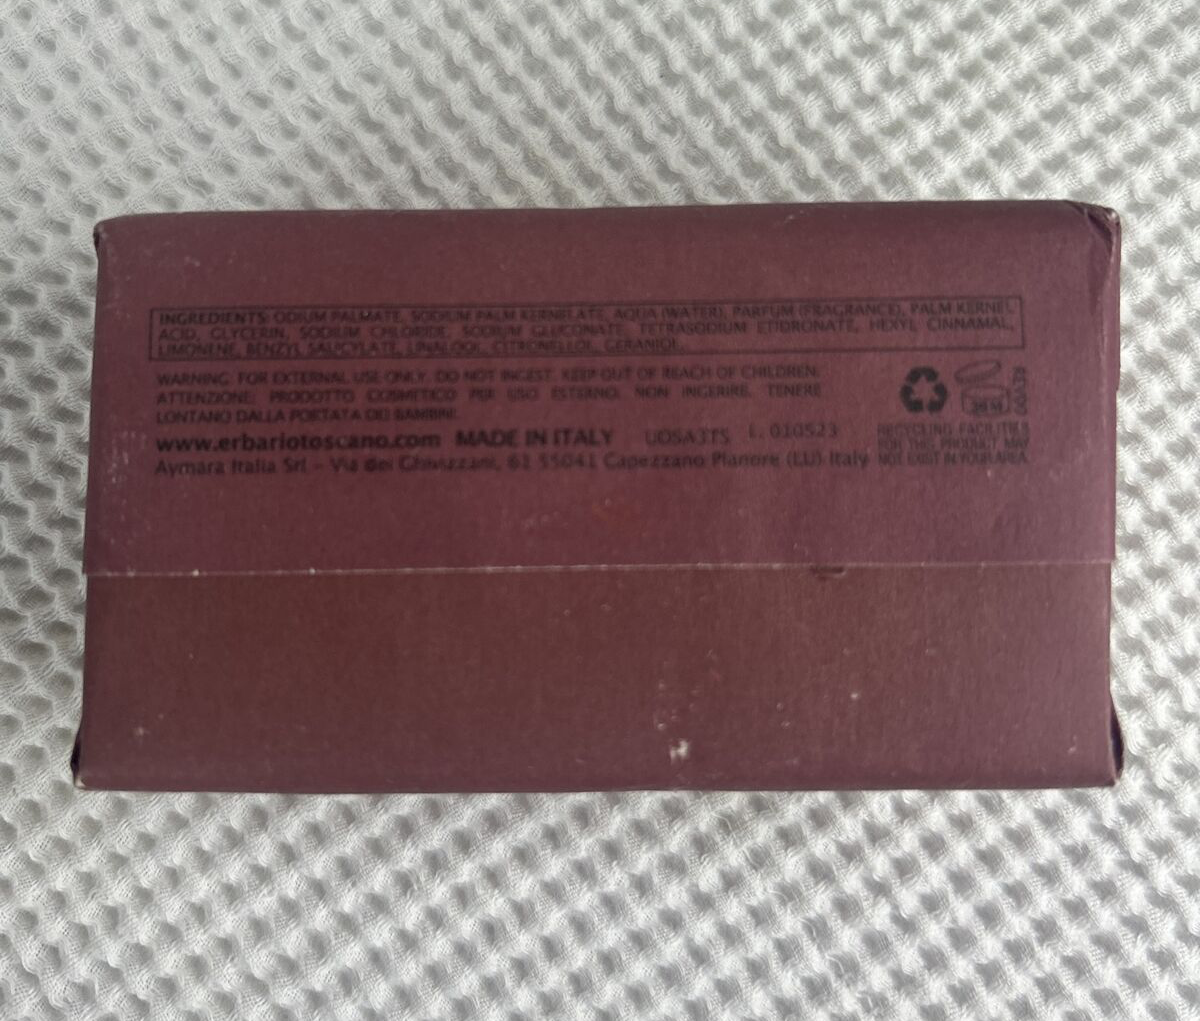 INGREDIENTS: ODIUM PALMATE, SODIUM PALM KERNELATE, AQUA (WATER), PARFUM (FRAGRANCE), PALM KERNEL
ACID, GLYCERIN, SODIUM CHLORIDE, SODIUM GLUCONATE, TETRASODIUM ETIDRONATE, HEXYL CINNAMAL,
LIMONENE, BENZYL SALICYLATE, LINALOOL, CITRONELLOL, GERANIOL.
WARNING: FOR EXTERNAL USE ONLY. DO NOT INGEST. KEEP OUT OF REACH OF CHILDREN.
ATTENZIONE: PRODOTTO COSMETICO PER USO ESTERNO. NON INGERIRE. TENERE
LONTANO DALLA PORTATA DEI BAMBINI.
www.erbariotoscano.com MADE IN ITALY L. 010523
Aymara Italia Srl - Via dei Ghivizzani, 61 55041 Capezzano Pianore (LU) Italy
RECYCLING FACILITIES
FOR THIS PRODUCT MAY
NOT EXIST IN YOUR AREA.